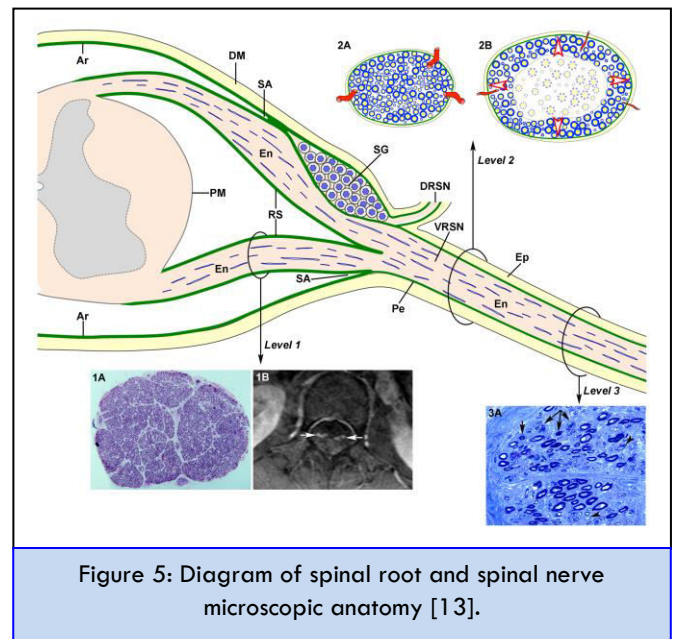 2A
2B
Ar
DM
SA
En
SG
Level 2
DRSN
PM
RS
VRSN
Ep
En
SA
En
Pe
Ar
Level 1
Level 3
1A
1B
3A
Figure 5: Diagram of spinal root and spinal nerve
microscopic anatomy [13].